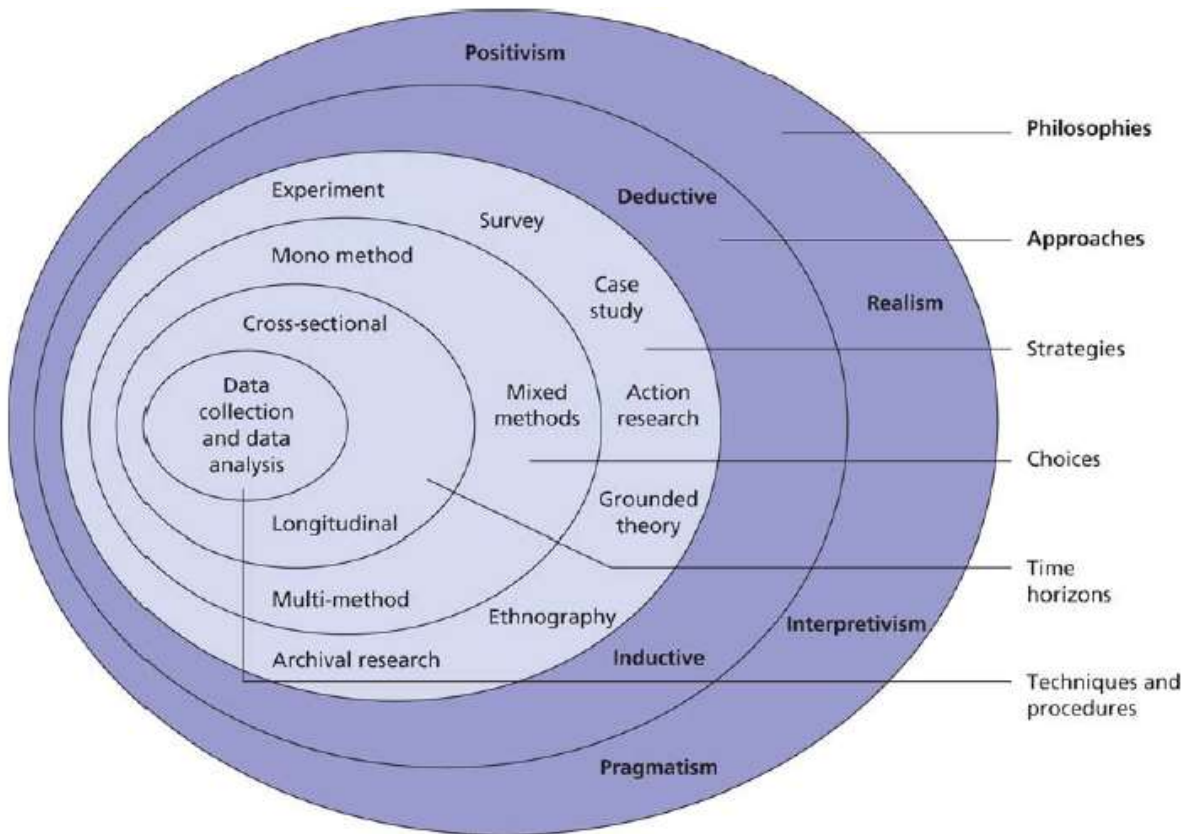 Positivism
Philosophies
Experiment
Deductive
Survey
Approaches
Mono method
Case
study
Realism
Cross-sectional
Strategies
Data
collection
and data
analysis
Mixed
methods
Action
research
Choices
Grounded
theory
Longitudinal
Time
horizons
Multi-method
Ethnography
Interpretivism
Archival research
Inductive
Techniques and
procedures
Pragmatism